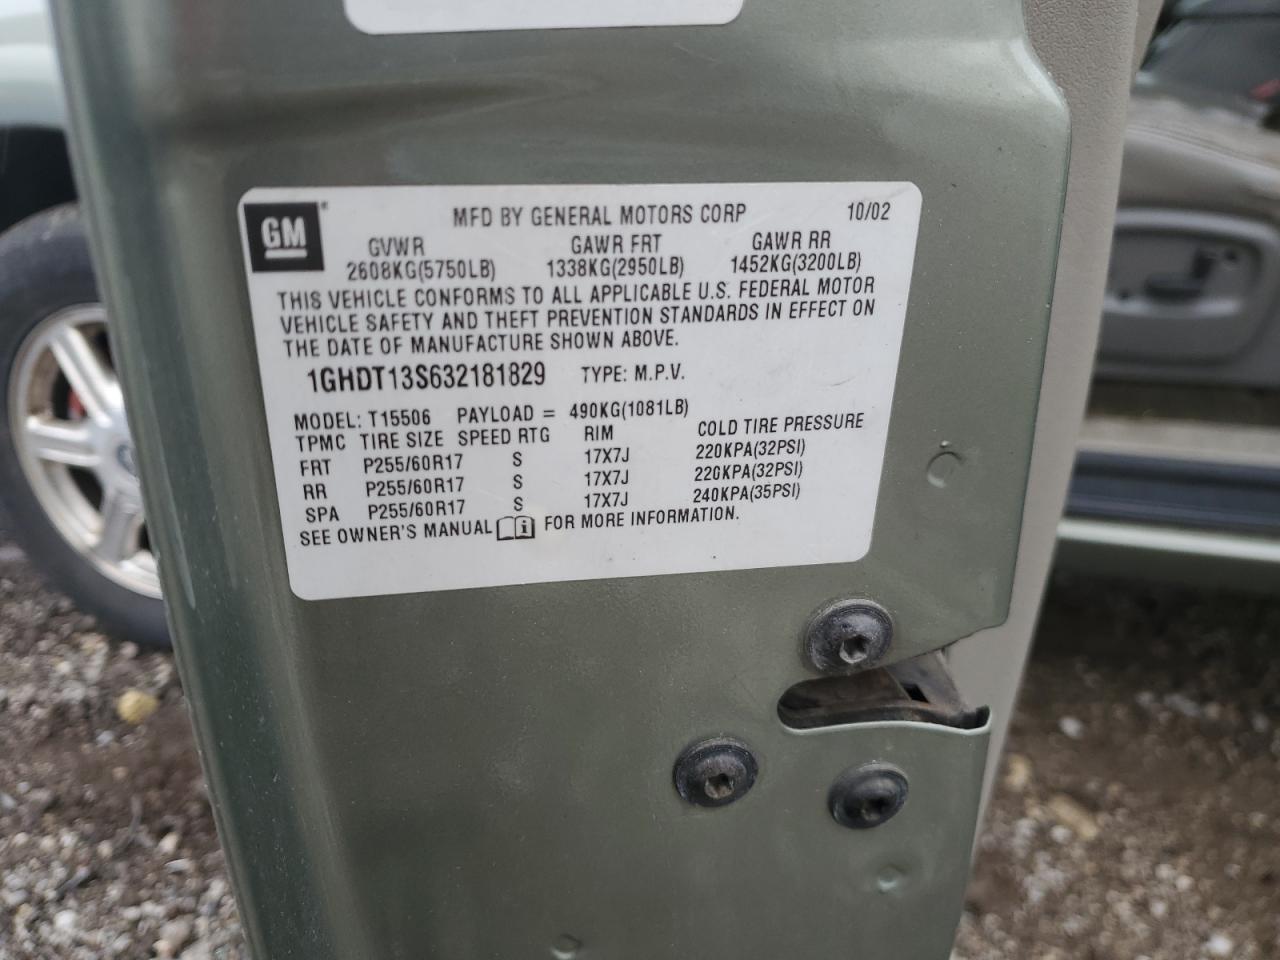 GM®
MFD BY GENERAL MOTORS CORP 10/02
GVWR GAWR FRT GAWR RR
2608KG(5750LB) 1338KG(2950LB) 1452KG(3200LB)
THIS VEHICLE CONFORMS TO ALL APPLICABLE U.S. FEDERAL MOTOR
VEHICLE SAFETY AND THEFT PREVENTION STANDARDS IN EFFECT ON
THE DATE OF MANUFACTURE SHOWN ABOVE.
1GHDT13S632181829 TYPE: M.P.V.
MODEL: T15506 PAYLOAD = 490KG(1081LB)
TPMC TIRE SIZE SPEED RTG RIM COLD TIRE PRESSURE
FRT P255/60R17 S 17X7J 220KPA(32PSI)
RR P255/60R17 S 17X7J 220KPA(32PSI)
SPA P255/60R17 S 17X7J 240KPA(35PSI)
SEE OWNER'S MANUAL FOR MORE INFORMATION.